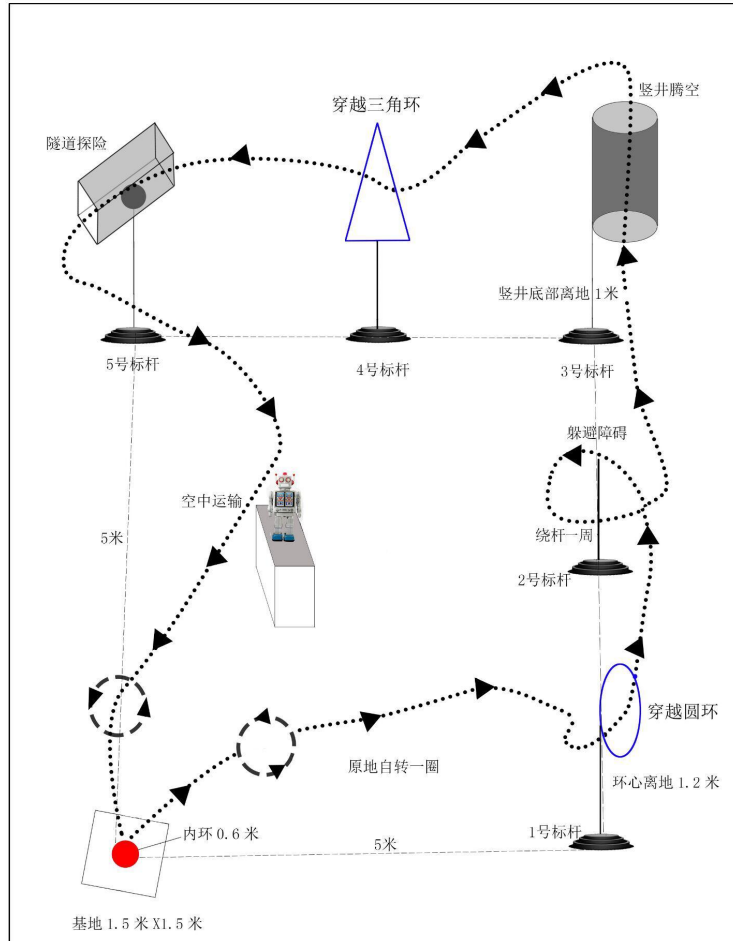 竖井腾空
穿越三角环
隧道探险
竖井底部离地1米
5号标杆
4号标杆
3号标杆
躲避障碍
空中运输
绕杆一周
5米
2号标杆
穿越圆环
原地自转一圈
环心离地1.2米
内环0.6米
1号标杆
5米
基地1.5米X1.5米